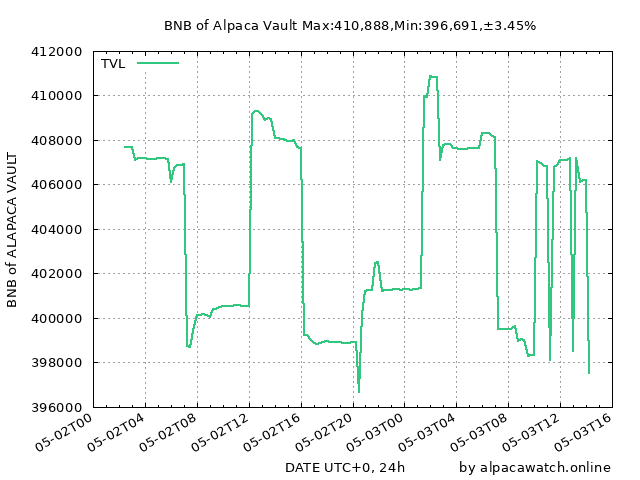 BNB of Alpaca Vault Max:410,888,Min:396,691,±3.45%
TVL
412000
410000
408000
406000
404000
402000
400000
398000
396000
BNB of ALAPACA VAULT
05-02T00
05-02T04
05-02T08
05-02T12
05-02T16
05-02T20
05-03T00
05-03T04
05-03T08
05-03T12
05-03T16
DATE UTC+0, 24h
by alpacawatch.online